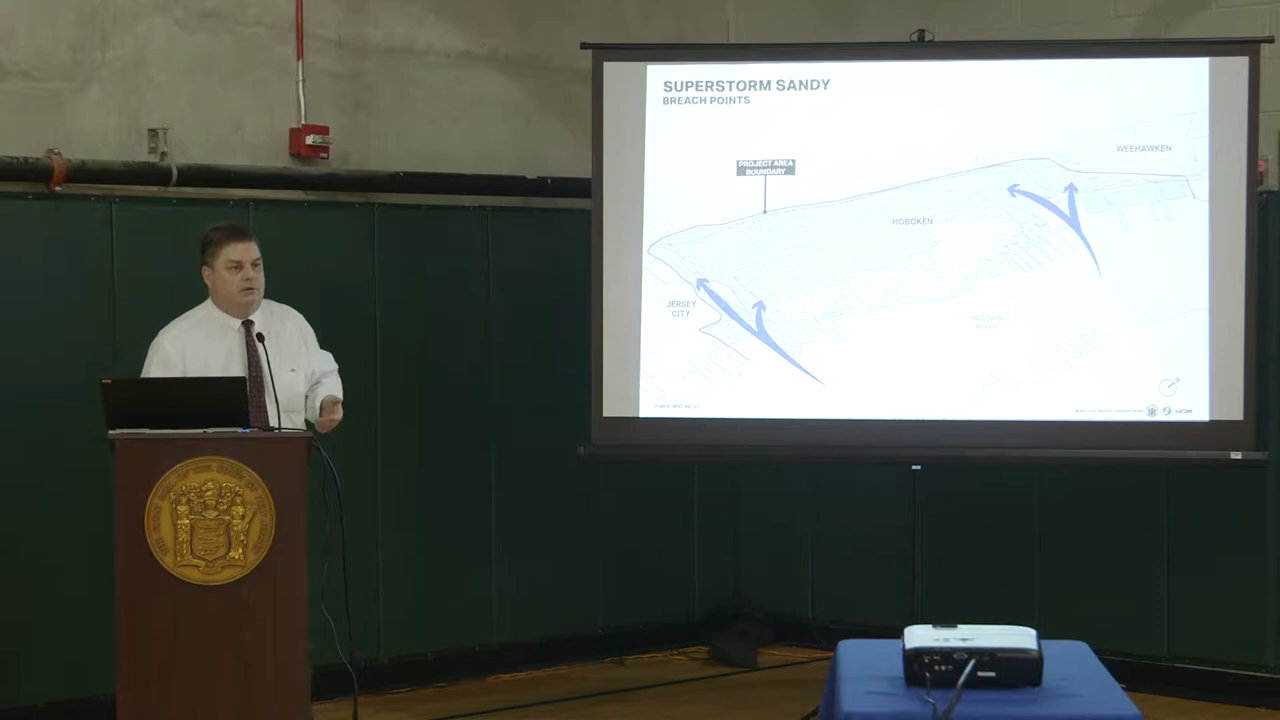 SUPERSTORM SANDY
BREACH POINTS
WEEHAWKEN
PROJECT AREA
BOUNDARY
HOBOKEN
JERSEY
CITY
HUDSON
RIVER